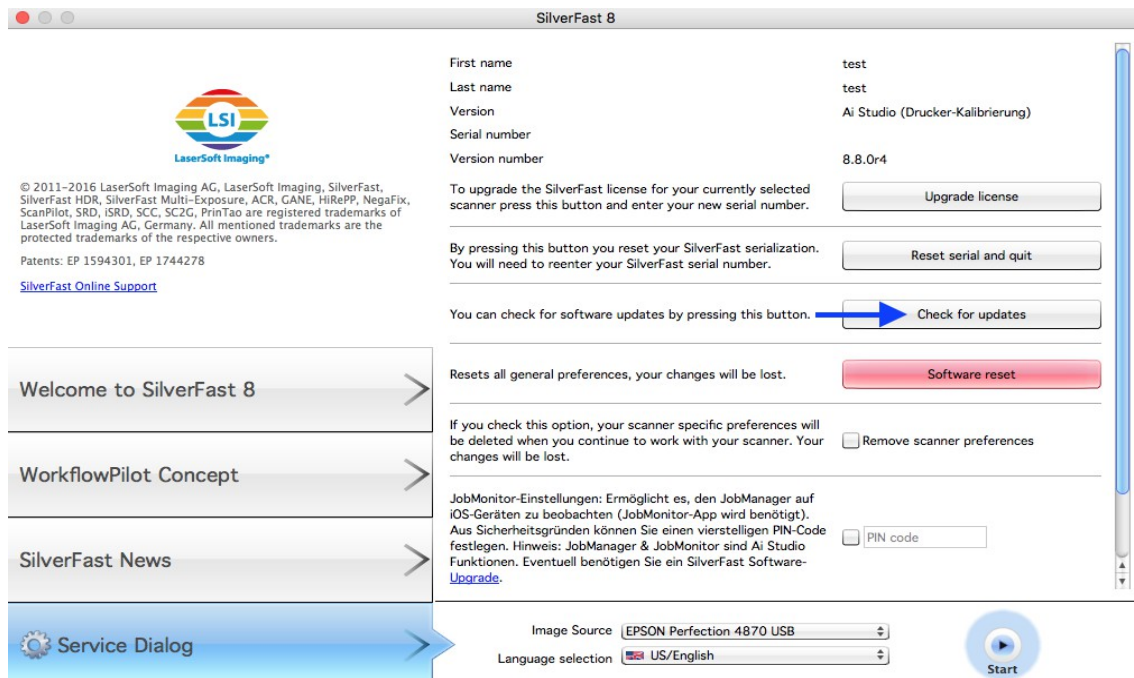 SilverFast 8
LSI
LaserSoft Imaging®
© 2011-2016 LaserSoft Imaging AG, LaserSoft Imaging, SilverFast,
SilverFast HDR, SilverFast Multi-Exposure, ACR, GANE, HiRePP, NegaFix,
ScanPilot, SRD, iSRD, SCC, SC2G, PrinTao are registered trademarks of
LaserSoft Imaging AG, Germany. All mentioned trademarks are the
protected trademarks of the respective owners.
Patents: EP 1594301, EP 1744278
SilverFast Online Support
Welcome to SilverFast 8
WorkflowPilot Concept
SilverFast News
Service Dialog
First name test
Last name test
Version Ai Studio (Drucker-Kalibrierung)
Serial number
Version number 8.8.0r4
To upgrade the SilverFast license for your currently selected
scanner press this button and enter your new serial number.
Upgrade license
By pressing this button you reset your SilverFast serialization.
You will need to reenter your SilverFast serial number.
Reset serial and quit
You can check for software updates by pressing this button.
Check for updates
Resets all general preferences, your changes will be lost.
Software reset
If you check this option, your scanner specific preferences will
be deleted when you continue to work with your scanner. Your
changes will be lost.
Remove scanner preferences
JobMonitor-Einstellungen: Ermöglicht es, den JobManager auf
iOS-Geräten zu beobachten (JobMonitor-App wird benötigt).
Aus Sicherheitsgründen können Sie einen vierstelligen PIN-Code
festlegen. Hinweis: JobManager & JobMonitor sind Ai Studio
Funktionen. Eventuell benötigen Sie ein SilverFast Software-
Upgrade.
PIN code
Image Source EPSON Perfection 4870 USB
Language selection US/English
Start